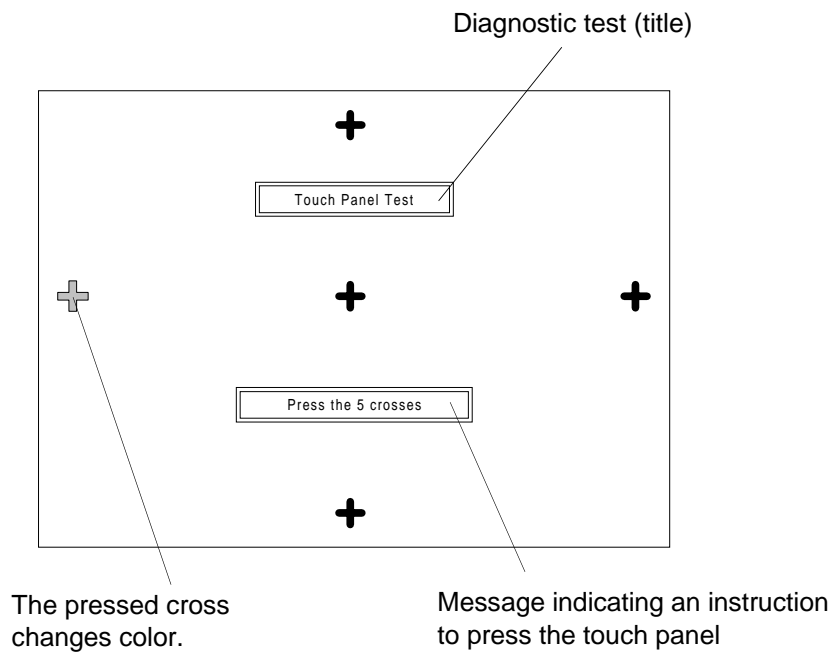 Diagnostic test (title)
Touch Panel Test
Press the 5 crosses
The pressed cross
changes color.
Message indicating an instruction
to press the touch panel